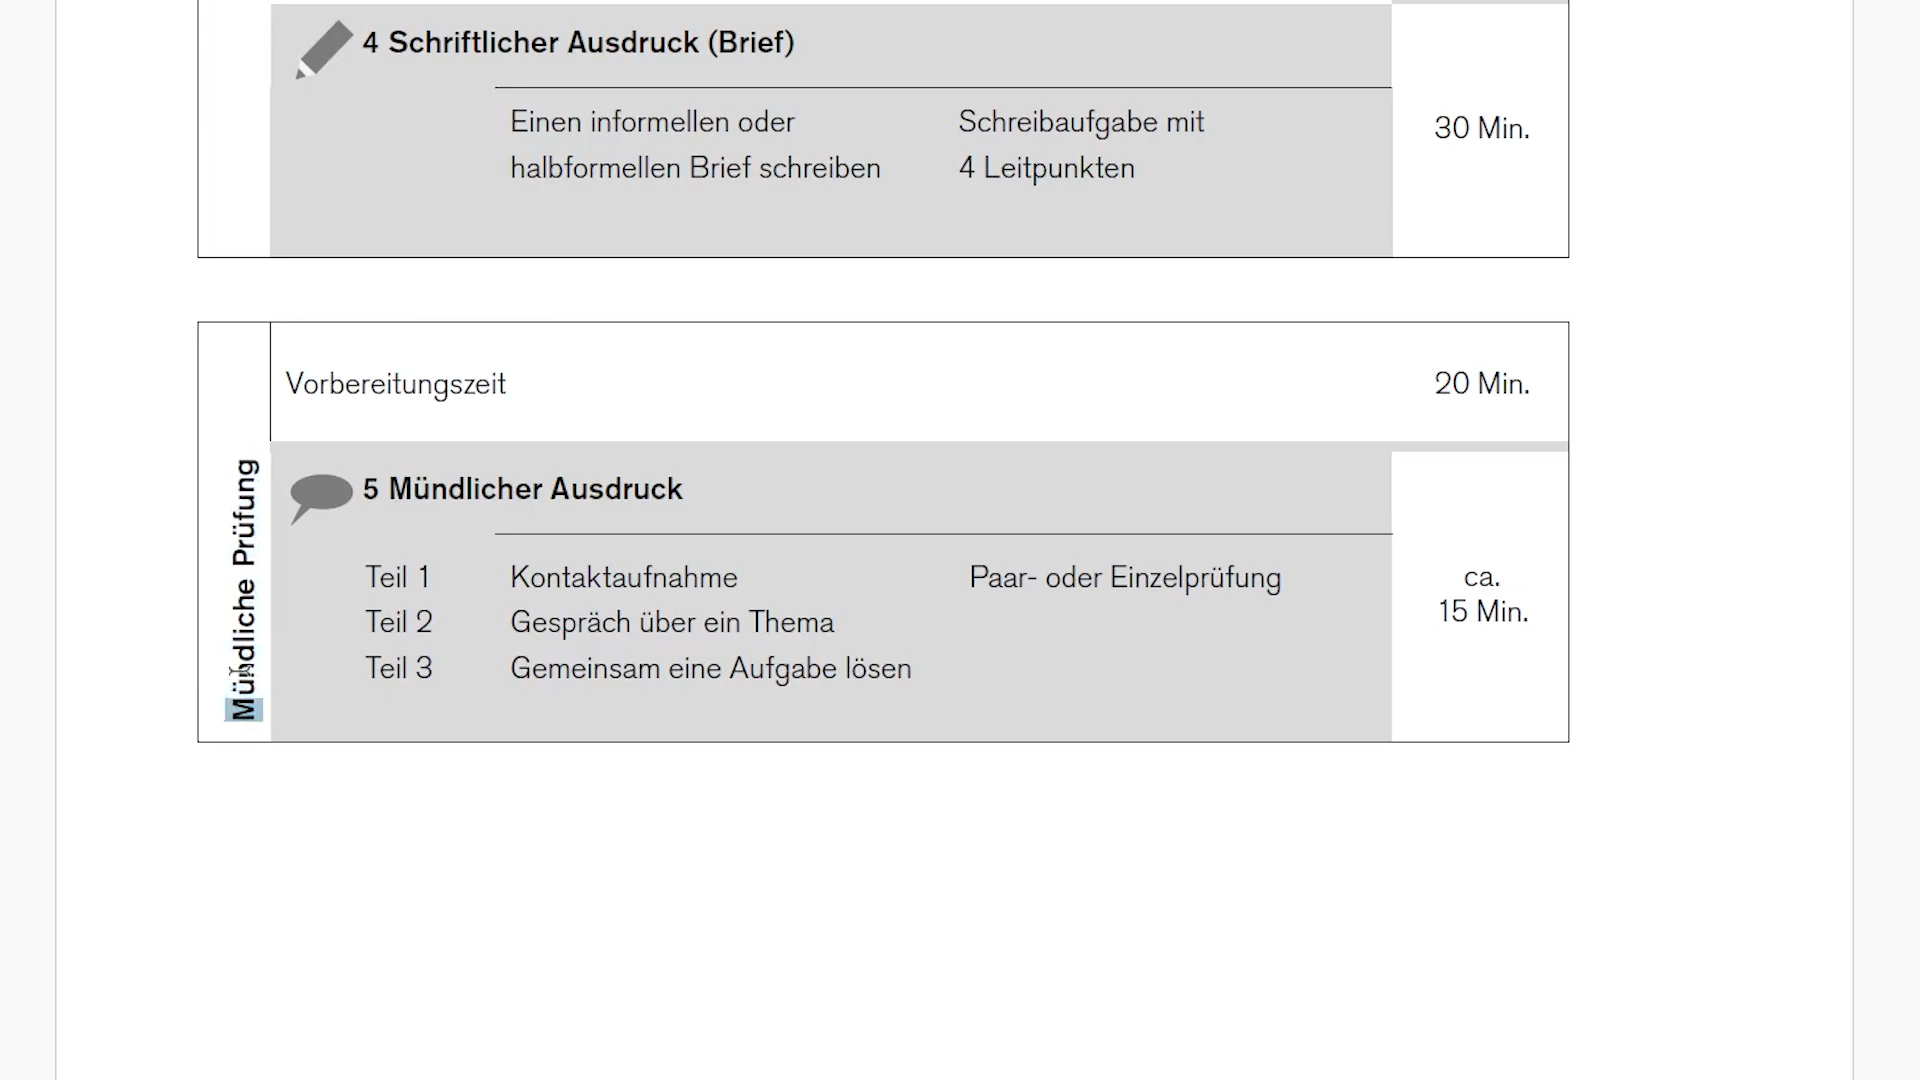 4 Schriftlicher Ausdruck (Brief)
Einen informellen oder
halbformellen Brief schreiben
Schreibaufgabe mit
4 Leitpunkten
30 Min.
Mündliche Prüfung
Vorbereitungszeit
20 Min.
5 Mündlicher Ausdruck
Teil 1 Kontaktaufnahme Paar- oder Einzelprüfung
Teil 2 Gespräch über ein Thema
Teil 3 Gemeinsam eine Aufgabe lösen
ca.
15 Min.